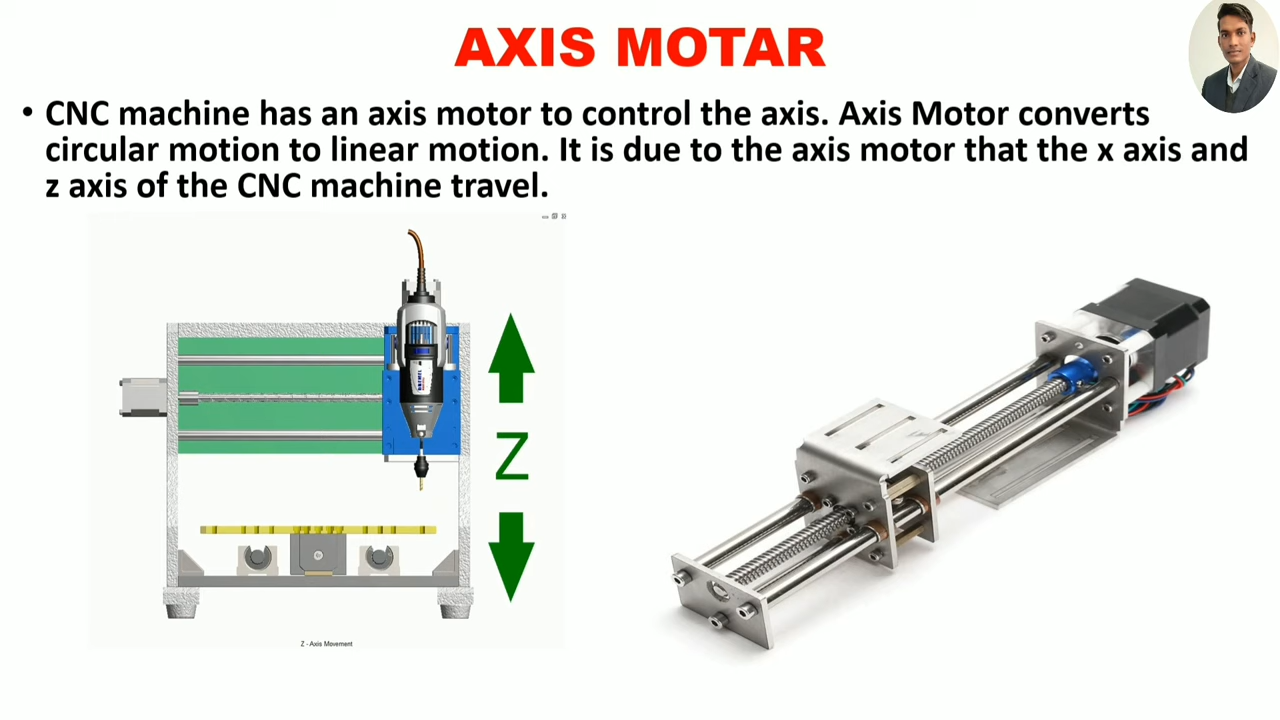 AXIS MOTAR
• CNC machine has an axis motor to control the axis. Axis Motor converts
circular motion to linear motion. It is due to the axis motor that the x axis and
z axis of the CNC machine travel.
DREMEL
Z
Z - Axis Movement